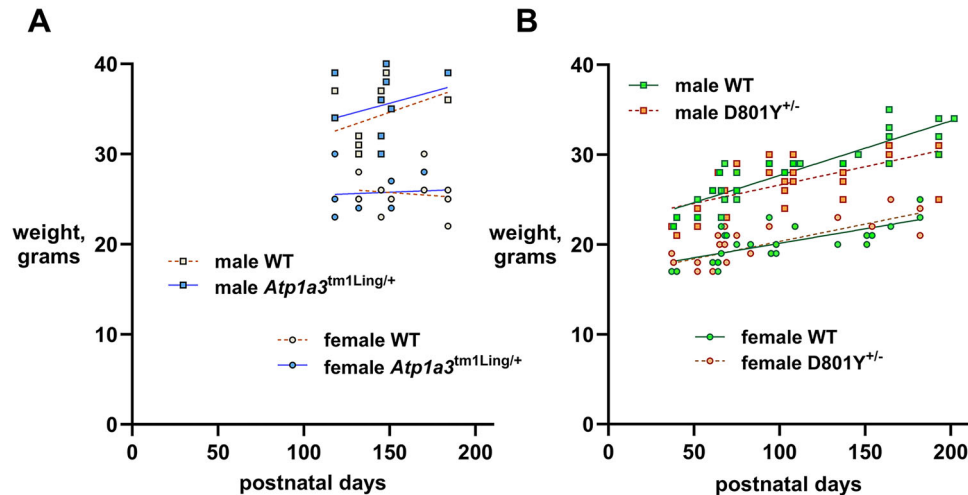 A
40
30
20
10
0
weight,
grams
0 50 100 150 200
postnatal days
male WT
male Atp1a3tm1Ling/+
female WT
female Atp1a3tm1Ling/+
B
40
30
20
10
0
weight,
grams
0 50 100 150 200
postnatal days
male WT
male D801Y+/-
female WT
female D801Y+/-